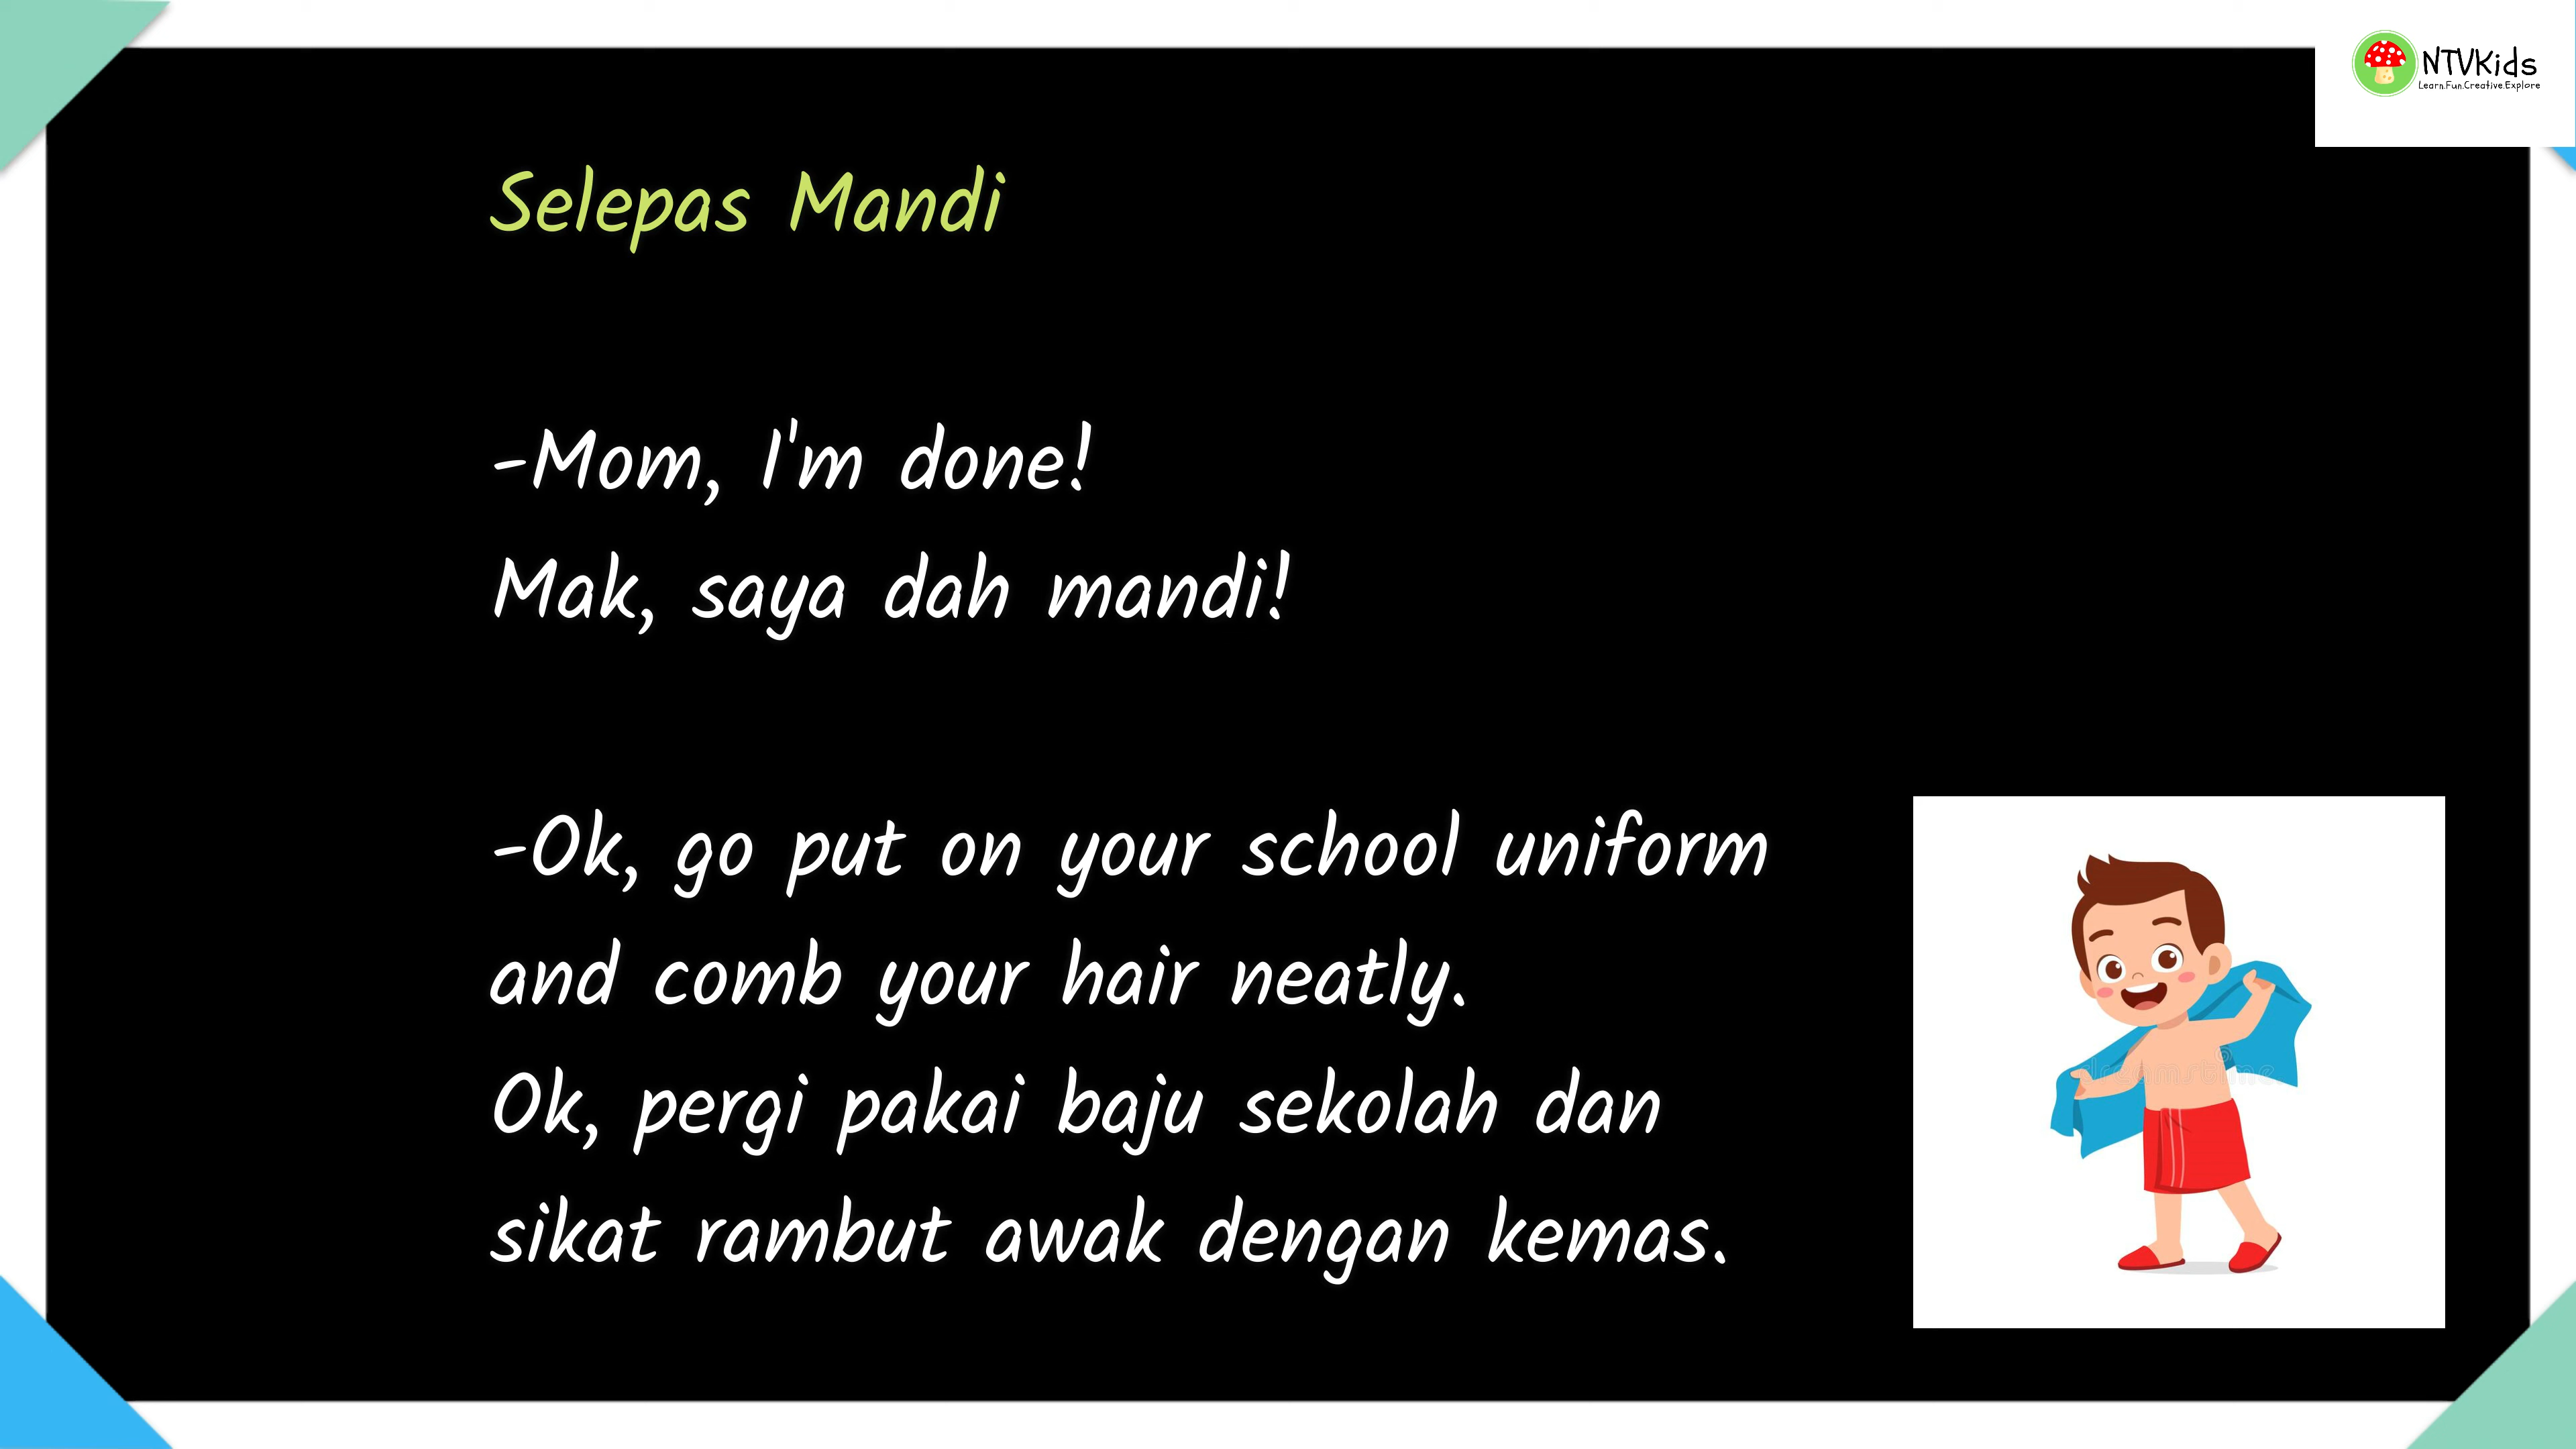 NTVKids
Learn.Fun.Creative.Explore
Selepas Mandi
-Mom, I'm done!
Mak, saya dah mandi!
-Ok, go put on your school uniform
and comb your hair neatly.
Ok, pergi pakai baju sekolah dan
sikat rambut awak dengan kemas.